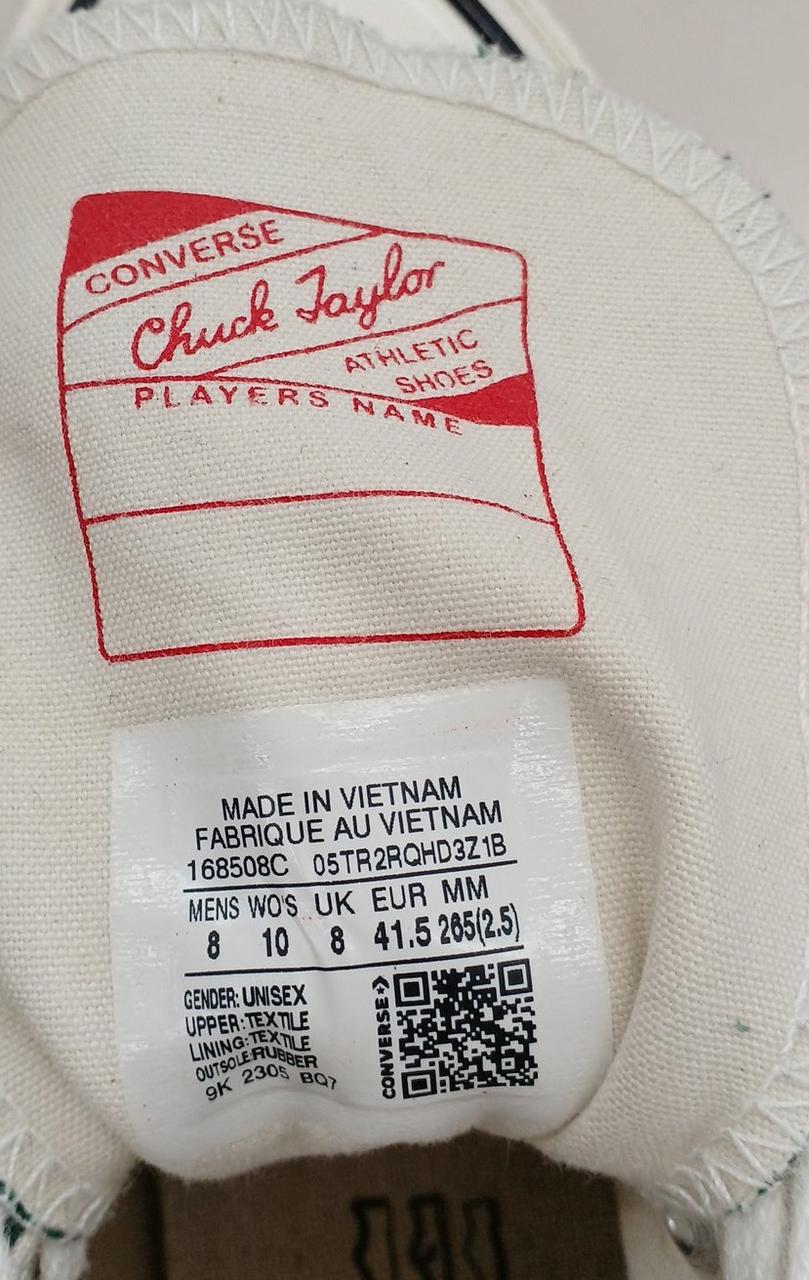 CONVERSE
Chuck Taylor
ATHLETIC
SHOES
PLAYERS NAME
MADE IN VIETNAM
FABRIQUE AU VIETNAM
168508C 05TR2RQHD3Z1B
MENS WO'S UK EUR MM
8 10 8 41.5 265(2.5)
GENDER: UNISEX
UPPER: TEXTILE
LINING: TEXTILE
OUTSOLE: RUBBER
9K 2305 BQ7
CONVERSE